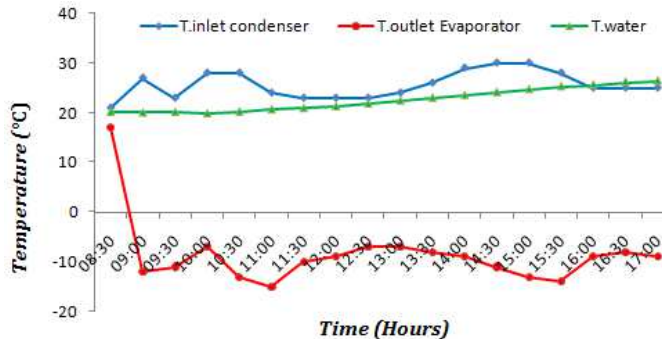 T.inlet condenser T.outlet Evaporator T.water
40
30
20
10
0
-10
-20
Temperature (°C)
08:30 09:00 09:30 10:00 10:30 11:00 11:30 12:00 12:30 13:00 13:30 14:00 14:30 15:00 15:30 16:00 16:30 17:00
Time (Hours)